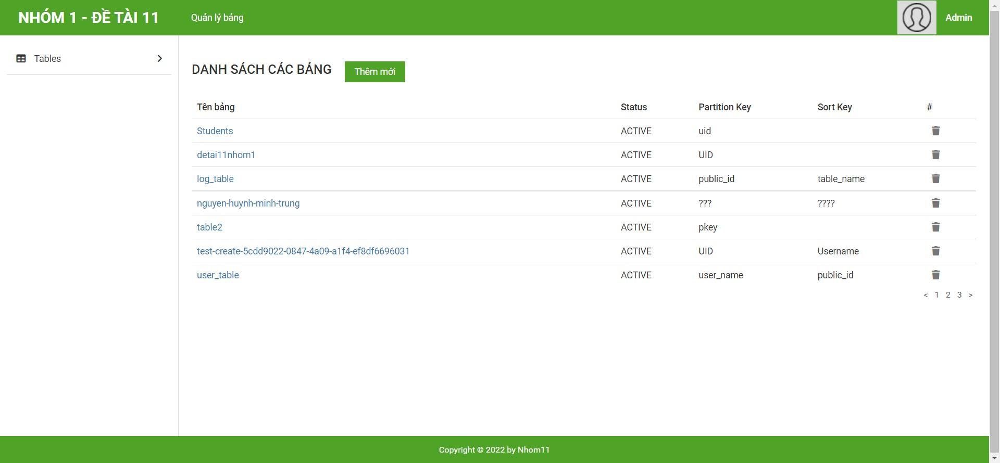 NHÓM 1 - ĐỀ TÀI 11 Quản lý bảng Admin
Tables
DANH SÁCH CÁC BẢNG Thêm mới
Tên bảng Status Partition Key Sort Key #
Students ACTIVE uid
detai11nhom1 ACTIVE UID
log_table ACTIVE public_id table_name
nguyen-huynh-minh-trung ACTIVE ??? ????
table2 ACTIVE pkey
test-create-5cdd9022-0847-4a09-a1f4-ef8df6696031 ACTIVE UID Username
user_table ACTIVE user_name public_id
< 1 2 3 >
Copyright © 2022 by Nhom11